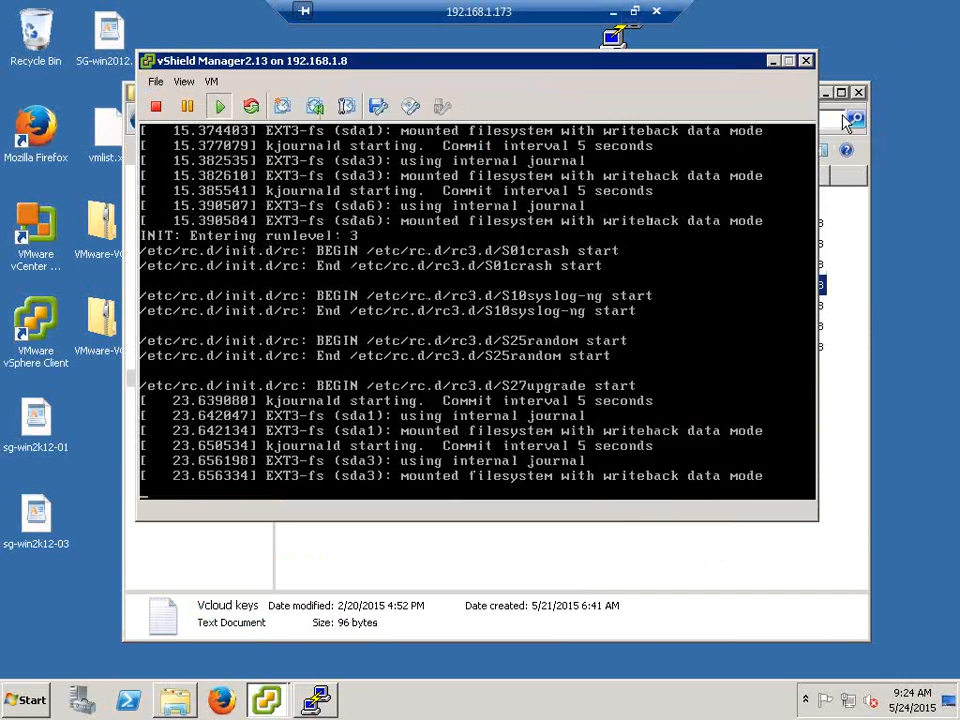 192.168.1.173
Recycle Bin
SG-win2012.
Mozilla Firefox
vmlist.x
VMware
vCenter ...
VMware-V
VMware
vSphere Client
VMware-V
sg-win2k12-01
sg-win2k12-03
vShield Manager2.13 on 192.168.1.8
File View VM
[   15.374403] EXT3-fs (sda1): mounted filesystem with writeback data mode
[   15.377079] kjournald starting.  Commit interval 5 seconds
[   15.382535] EXT3-fs (sda3): using internal journal
[   15.382610] EXT3-fs (sda3): mounted filesystem with writeback data mode
[   15.385541] kjournald starting.  Commit interval 5 seconds
[   15.390507] EXT3-fs (sda6): using internal journal
[   15.390584] EXT3-fs (sda6): mounted filesystem with writeback data mode
INIT: Entering runlevel: 3
/etc/rc.d/init.d/rc: BEGIN /etc/rc.d/rc3.d/S01crash start
/etc/rc.d/init.d/rc: End /etc/rc.d/rc3.d/S01crash start
/etc/rc.d/init.d/rc: BEGIN /etc/rc.d/rc3.d/S10syslog-ng start
/etc/rc.d/init.d/rc: End /etc/rc.d/rc3.d/S10syslog-ng start
/etc/rc.d/init.d/rc: BEGIN /etc/rc.d/rc3.d/S25random start
/etc/rc.d/init.d/rc: End /etc/rc.d/rc3.d/S25random start
/etc/rc.d/init.d/rc: BEGIN /etc/rc.d/rc3.d/S27upgrade start
[   23.639080] kjournald starting.  Commit interval 5 seconds
[   23.642047] EXT3-fs (sda1): using internal journal
[   23.642134] EXT3-fs (sda1): mounted filesystem with writeback data mode
[   23.650534] kjournald starting.  Commit interval 5 seconds
[   23.656198] EXT3-fs (sda3): using internal journal
[   23.656334] EXT3-fs (sda3): mounted filesystem with writeback data mode
Vcloud keys Date modified: 2/20/2015 4:52 PM Date created: 5/21/2015 6:41 AM
Text Document Size: 96 bytes
Start
9:24 AM
5/24/2015